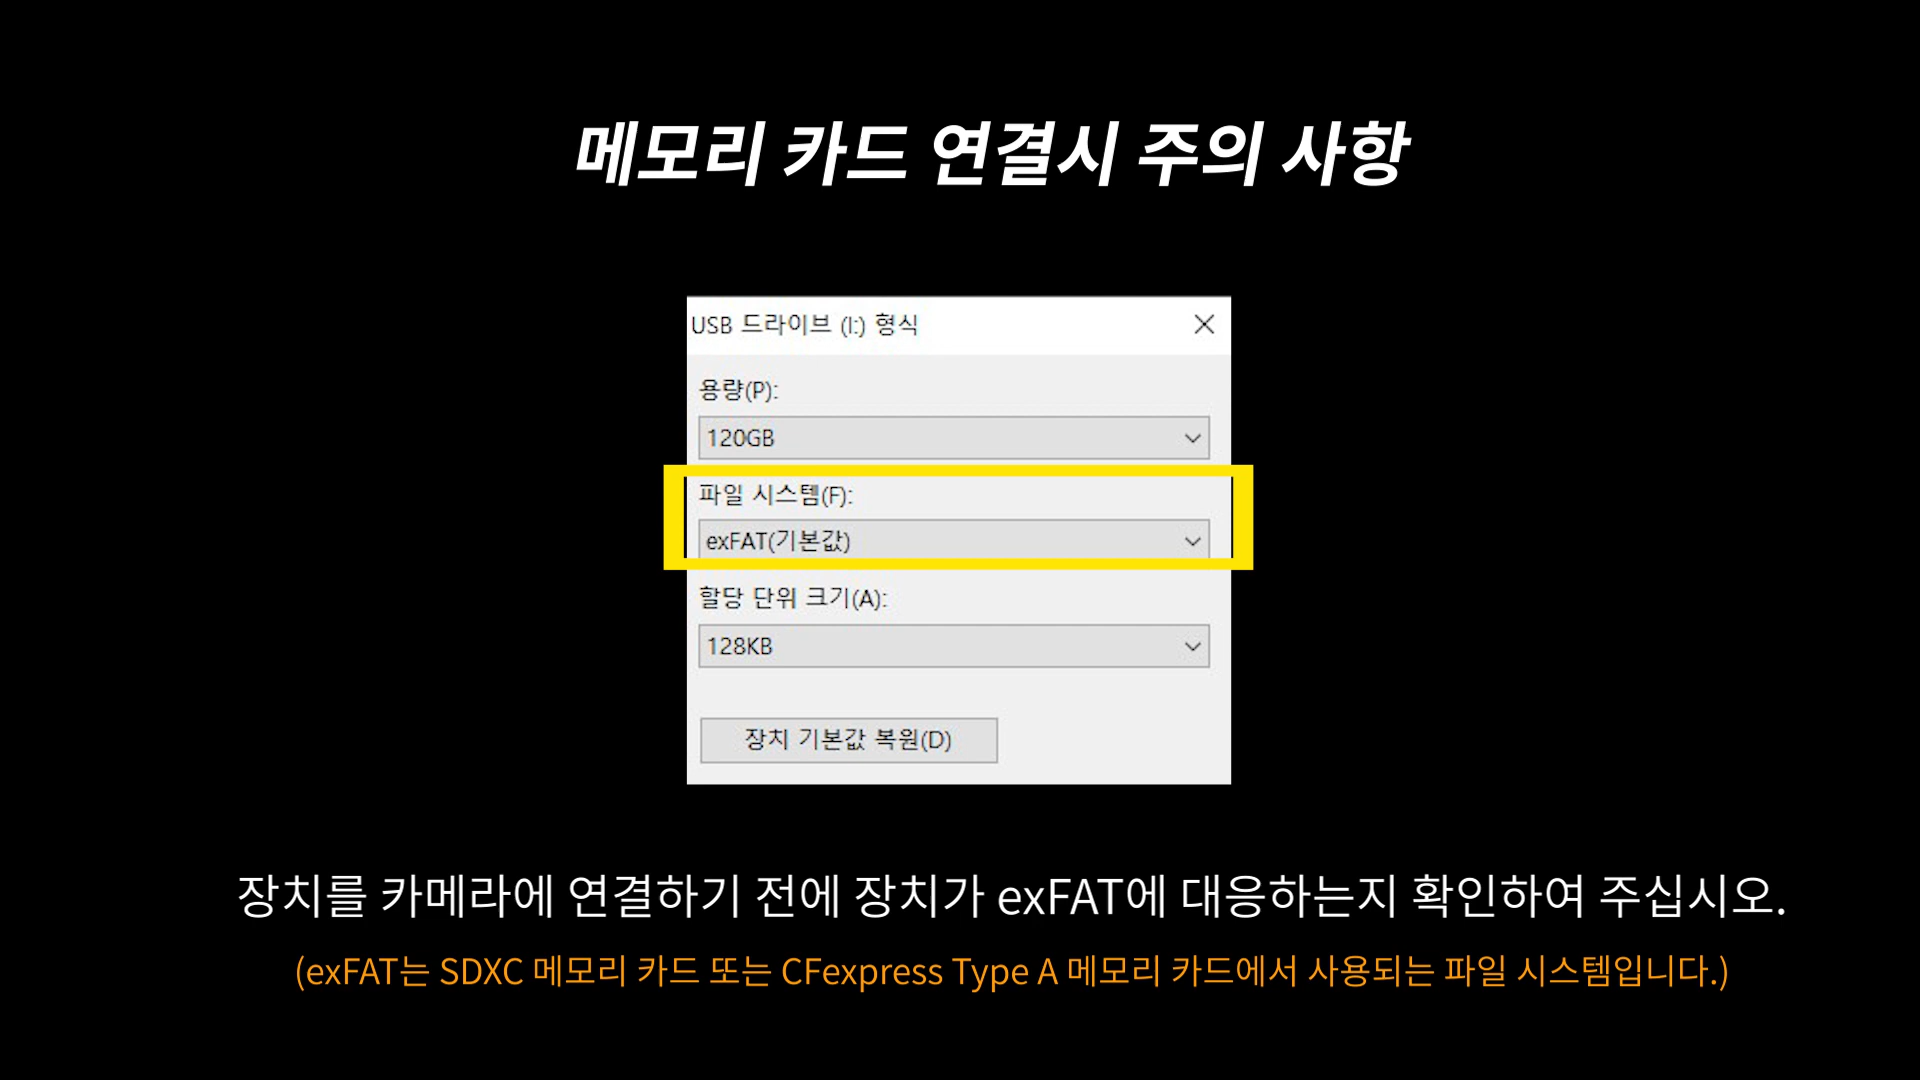 메모리 카드 연결시 주의 사항
USB 드라이브 (I:) 형식
용량(P):
120GB
파일 시스템(F):
exFAT(기본값)
할당 단위 크기(A):
128KB
장치 기본값 복원(D)
장치를 카메라에 연결하기 전에 장치가 exFAT에 대응하는지 확인하여 주십시오.
(exFAT는 SDXC 메모리 카드 또는 CFexpress Type A 메모리 카드에서 사용되는 파일 시스템입니다.)